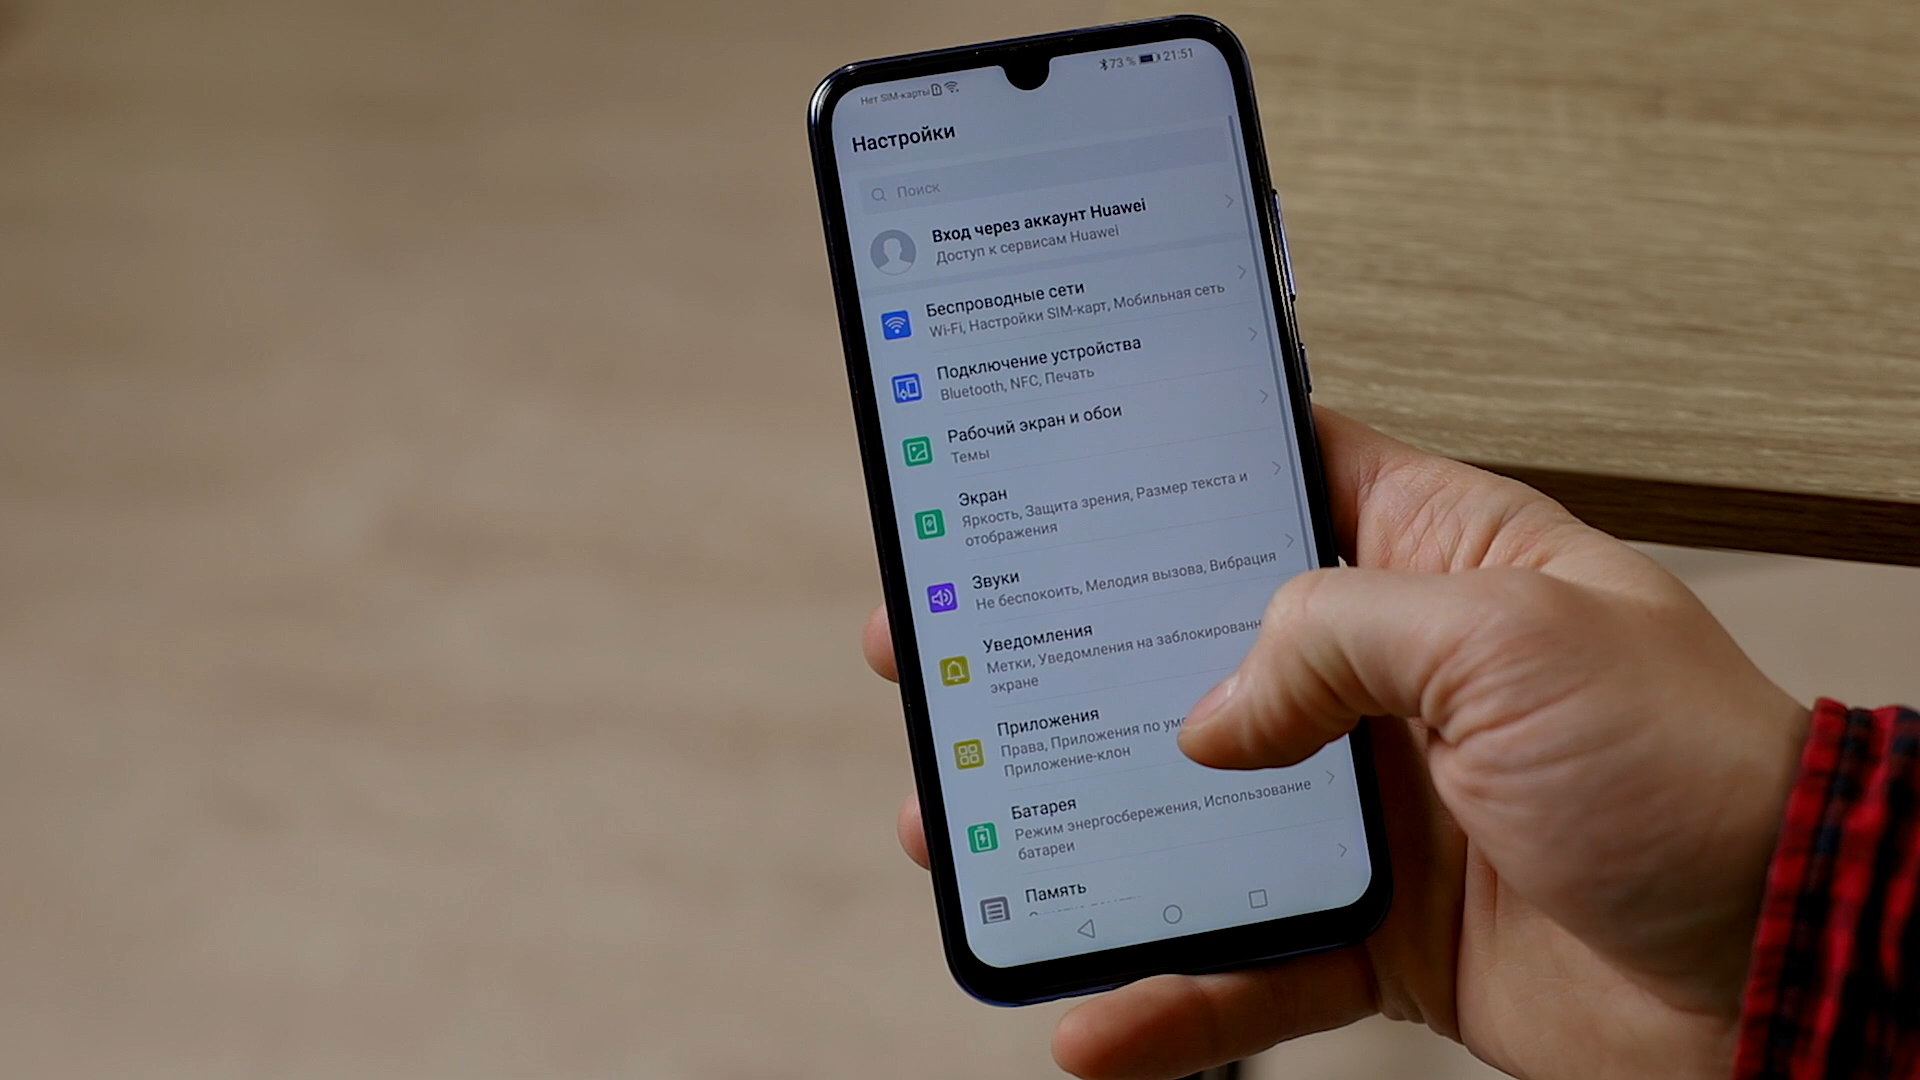 Нет SIM-карты
73 % 21:51
Настройки
Поиск
Вход через аккаунт Huawei
Доступ к сервисам Huawei
Беспроводные сети
Wi-Fi, Настройки SIM-карт, Мобильная сеть
Подключение устройства
Bluetooth, NFC, Печать
Рабочий экран и обои
Темы
Экран
Яркость, Защита зрения, Размер текста и
отображения
Звуки
Не беспокоить, Мелодия вызова, Вибрация
Уведомления
Метки, Уведомления на заблокированн
экране
Приложения
Права, Приложения по умо
Приложение-клон
Батарея
Режим энергосбережения, Использование
батареи
Память